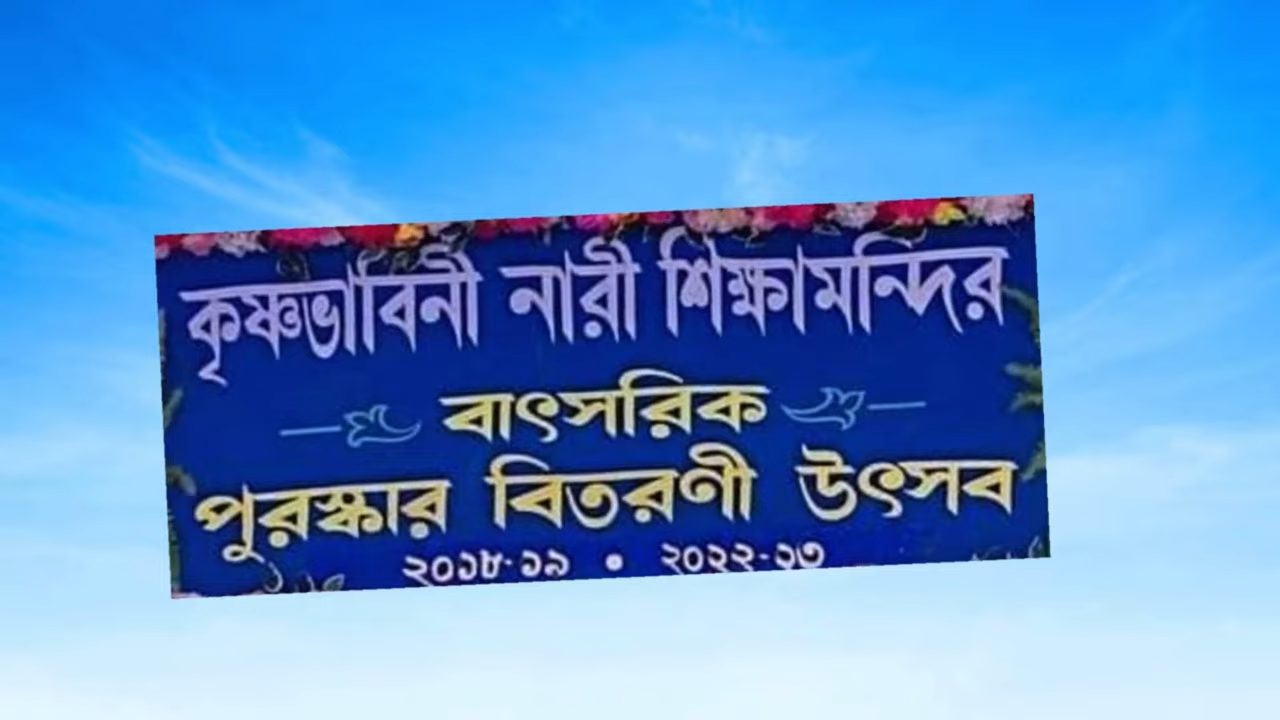 কৃষ্ণভাবিনী নারী শিক্ষামন্দির
বাৎসরিক
পুরস্কার বিতরণী উৎসব
২০১৮-১৯ • ২০২২-২৩